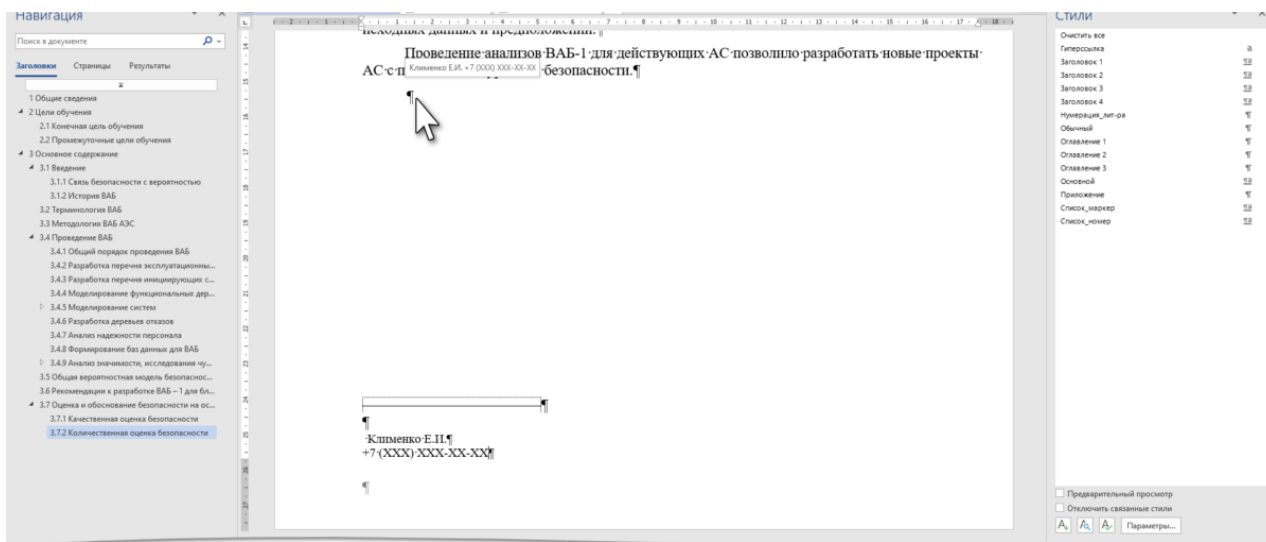 Навигация
Поиск в документе
Заголовки Страницы Результаты
1 Общие сведения
2 Цели обучения
2.1 Конечная цель обучения
2.2 Промежуточные цели обучения
3 Основное содержание
3.1 Введение
3.1.1 Связь безопасности с вероятностью
3.1.2 История ВАБ
3.2 Терминология ВАБ
3.3 Методология ВАБ АЭС
3.4 Проведение ВАБ
3.4.1 Общий порядок проведения ВАБ
3.4.2 Разработка перечня эксплуатационны...
3.4.3 Разработка перечня инициирующих с...
3.4.4 Моделирование функциональных дер...
3.4.5 Моделирование систем
3.4.6 Разработка деревьев отказов
3.4.7 Анализ надежности персонала
3.4.8 Формирование баз данных для ВАБ
3.4.9 Анализ значимости, исследования чу...
3.5 Общая вероятностная модель безопаснос...
3.6 Рекомендации к разработке ВАБ – 1 для бл...
3.7 Оценка и обоснование безопасности на ос...
3.7.1 Качественная оценка безопасности
3.7.2 Количественная оценка безопасности
исходных данных и предположений.¶
Проведение·анализов·ВАБ-1·для·действующих·АС·позволило·разработать·новые·проекты·
АС·с·п
безопасности.¶
Клименко Е.И. +7 (XXX) XXX-XX-XX
¶
¶
¶
·Клименко·Е.И.¶
+7·(XXX)·XXX-XX-XX¶
¶
Стили
Очистить все
Гиперссылка a
Заголовок 1 ¶a
Заголовок 2 ¶a
Заголовок 3 ¶a
Заголовок 4 ¶a
Нумерация_лит-ра ¶
Обычный ¶
Оглавление 1 ¶
Оглавление 2 ¶
Оглавление 3 ¶
Основной ¶a
Приложение ¶
Список_маркер ¶a
Список_номер ¶a
Предварительный просмотр
Отключить связанные стили
Параметры...